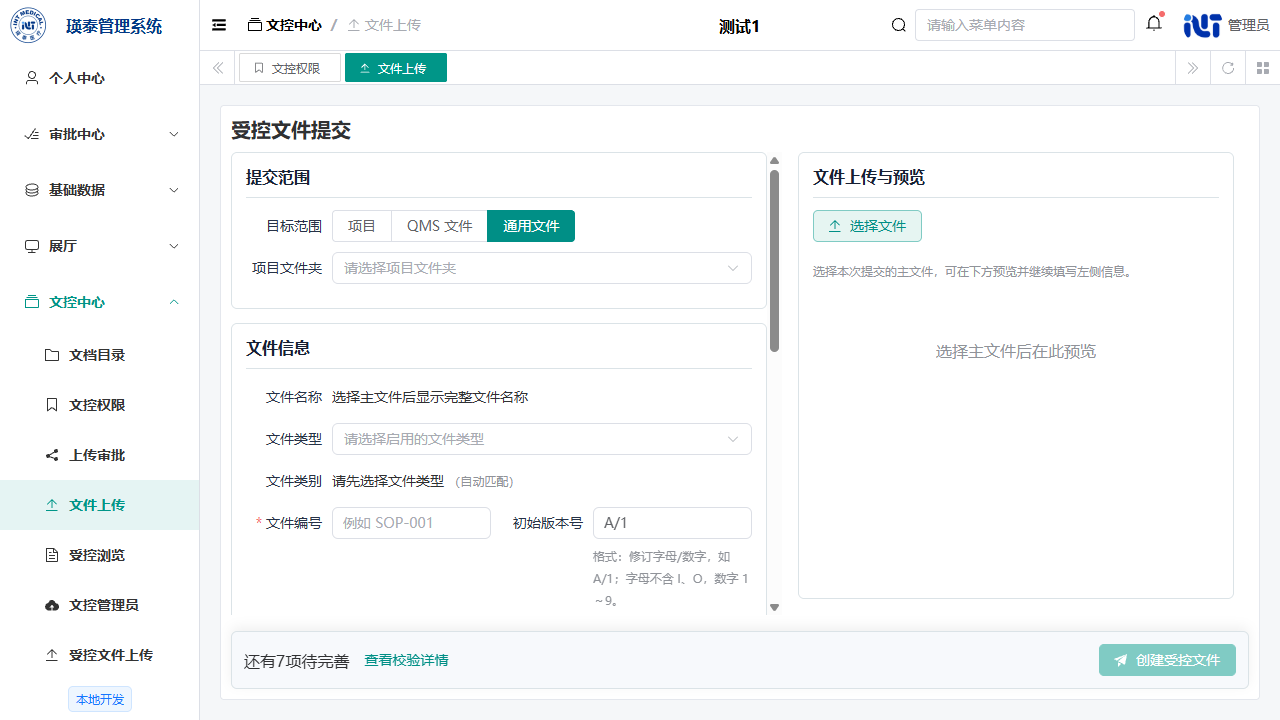 瑛泰管理系统
个人中心
审批中心
基础数据
展厅
文控中心
文档目录
文控权限
上传审批
文件上传
受控浏览
文控管理员
受控文件上传
本地开发
文控中心 / 文件上传
测试1
请输入菜单内容
管理员
文控权限
文件上传
受控文件提交
提交范围
目标范围 项目 QMS 文件 通用文件
项目文件夹 请选择项目文件夹
文件信息
文件名称 选择主文件后显示完整文件名称
文件类型 请选择启用的文件类型
文件类别 请先选择文件类型 (自动匹配)
* 文件编号 例如 SOP-001 初始版本号 A/1
格式：修订字母/数字，如
A/1；字母不含 I、O，数字 1
～9。
文件上传与预览
选择文件
选择本次提交的主文件，可在下方预览并继续填写左侧信息。
选择主文件后在此预览
还有7项待完善 查看校验详情
创建受控文件